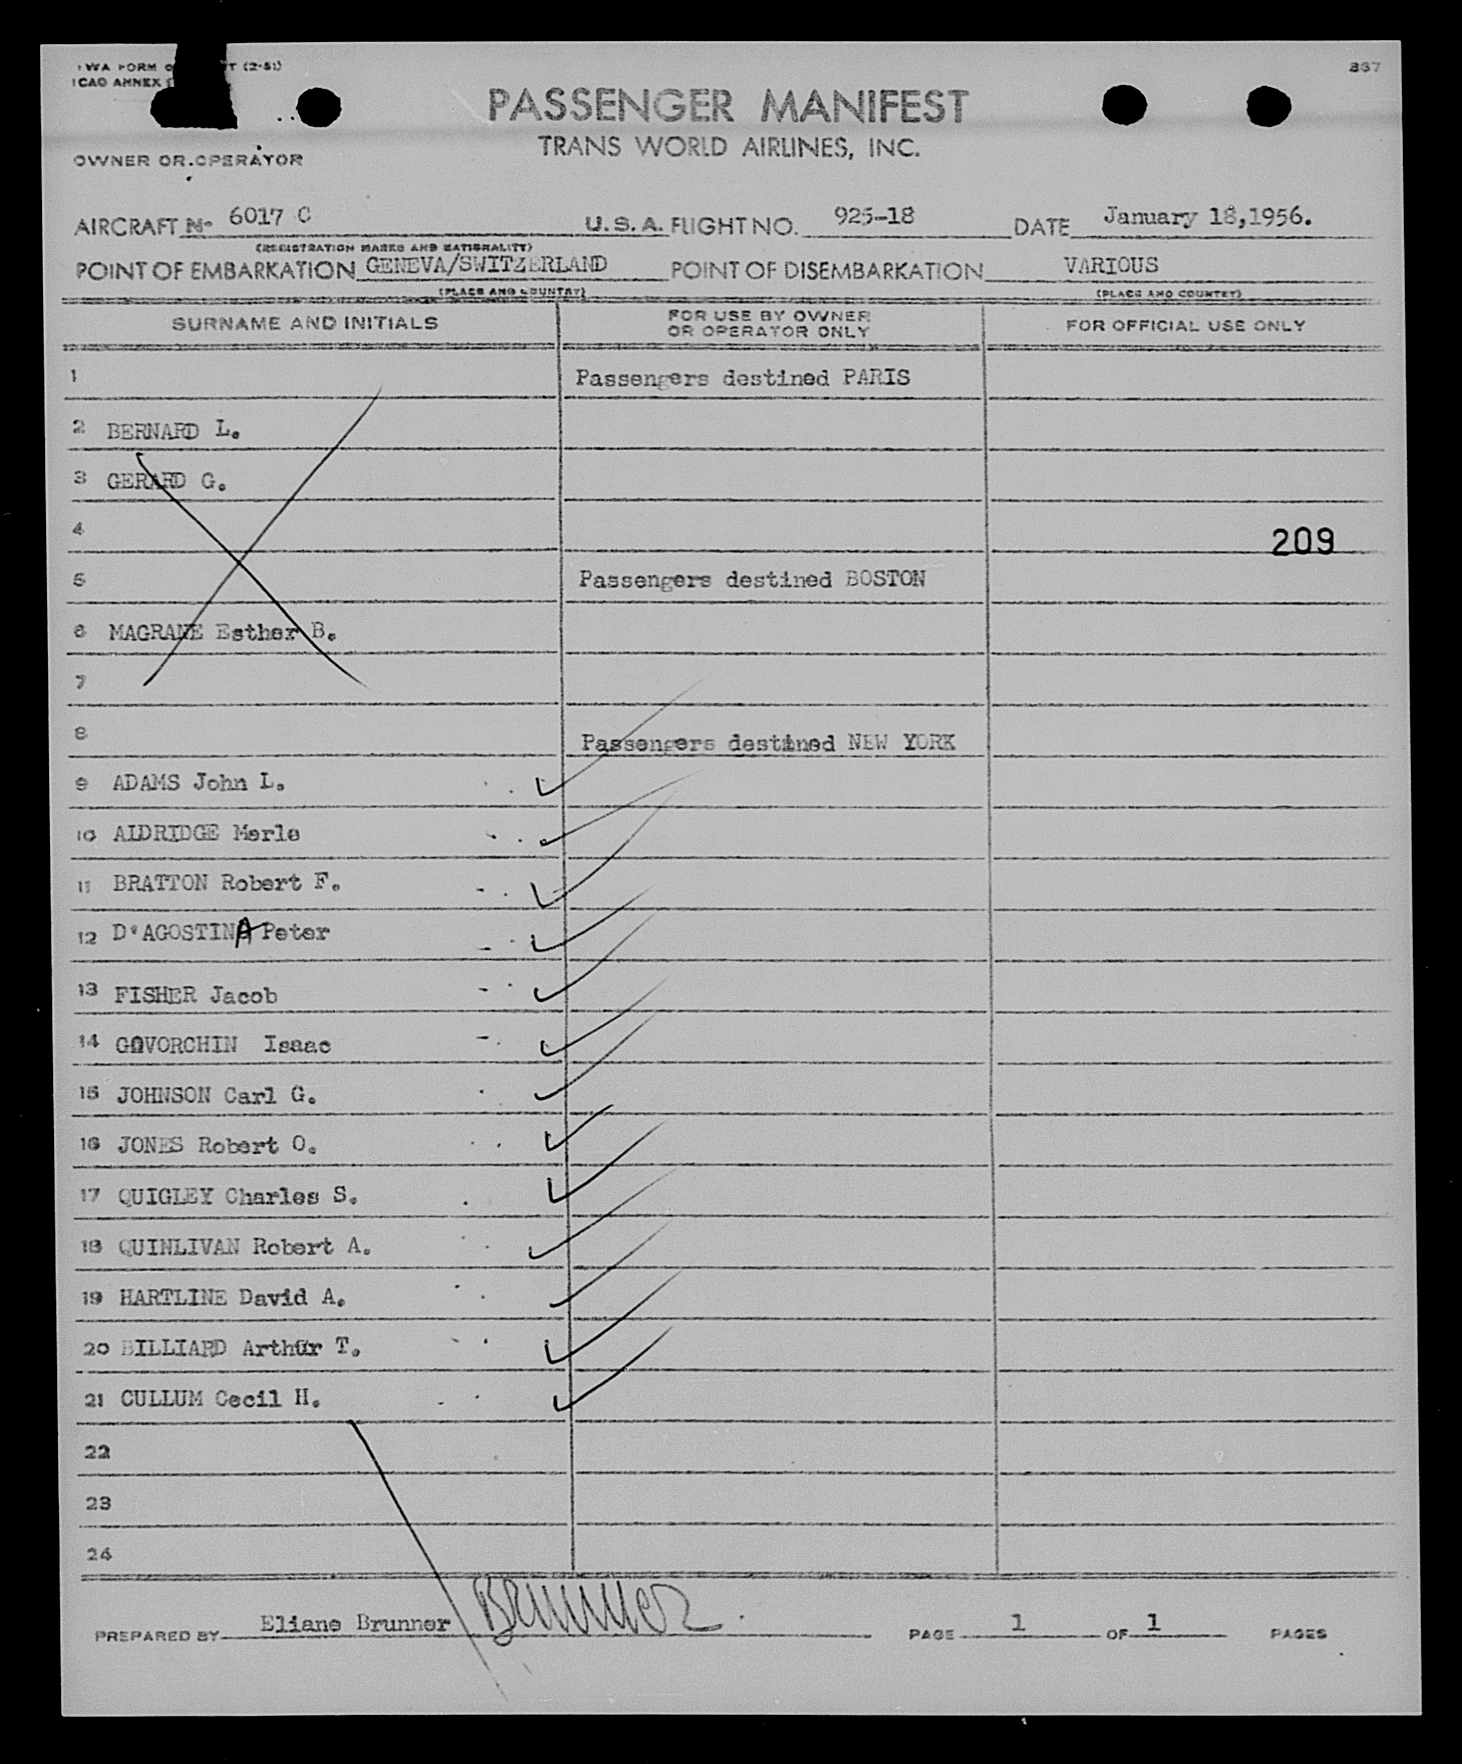 TWA FORM T (2-51)
ICAO ANNEX
337
PASSENGER MANIFEST
TRANS WORLD AIRLINES, INC.
OWNER OR OPERATOR
AIRCRAFT No 6017 C U.S.A. FLIGHT NO. 925-18 DATE January 18,1956.
(REGISTRATION MARKS AND NATIONALITY)
POINT OF EMBARKATION GENEVA/SWITZERLAND POINT OF DISEMBARKATION VARIOUS
(PLACE AND COUNTRY) (PLACE AND COUNTRY)
SURNAME AND INITIALS FOR USE BY OWNER OR OPERATOR ONLY FOR OFFICIAL USE ONLY
1 Passengers destined PARIS
2 BERNARD L.
3 GERARD G.
4 209
5 Passengers destined BOSTON
6 MAGRANE Esther B.
7
8 Passengers destined NEW YORK
9 ADAMS John L.
10 ALDRIDGE Merle
11 BRATTON Robert F.
12 D'AGOSTINA Peter
13 FISHER Jacob
14 GOVORCHIN Isaac
15 JOHNSON Carl G.
16 JONES Robert O.
17 QUIGLEY Charles S.
18 QUINLIVAN Robert A.
19 HARTLINE David A.
20 BILLIARD Arthur T.
21 CULLUM Cecil H.
22
23
24
PREPARED BY Eliane Brunner Brunner PAGE 1 OF 1 PAGES